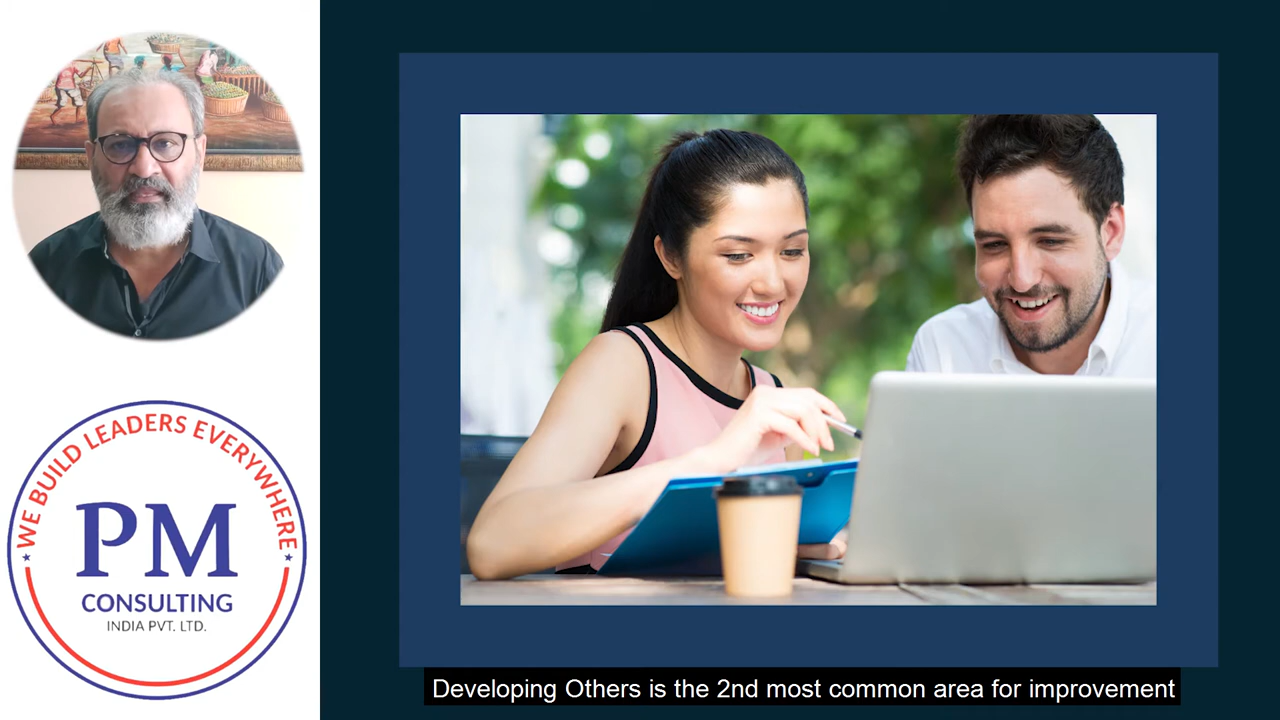 WE BUILD LEADERS EVERYWHERE
PM
CONSULTING
INDIA PVT. LTD.
Developing Others is the 2nd most common area for improvement